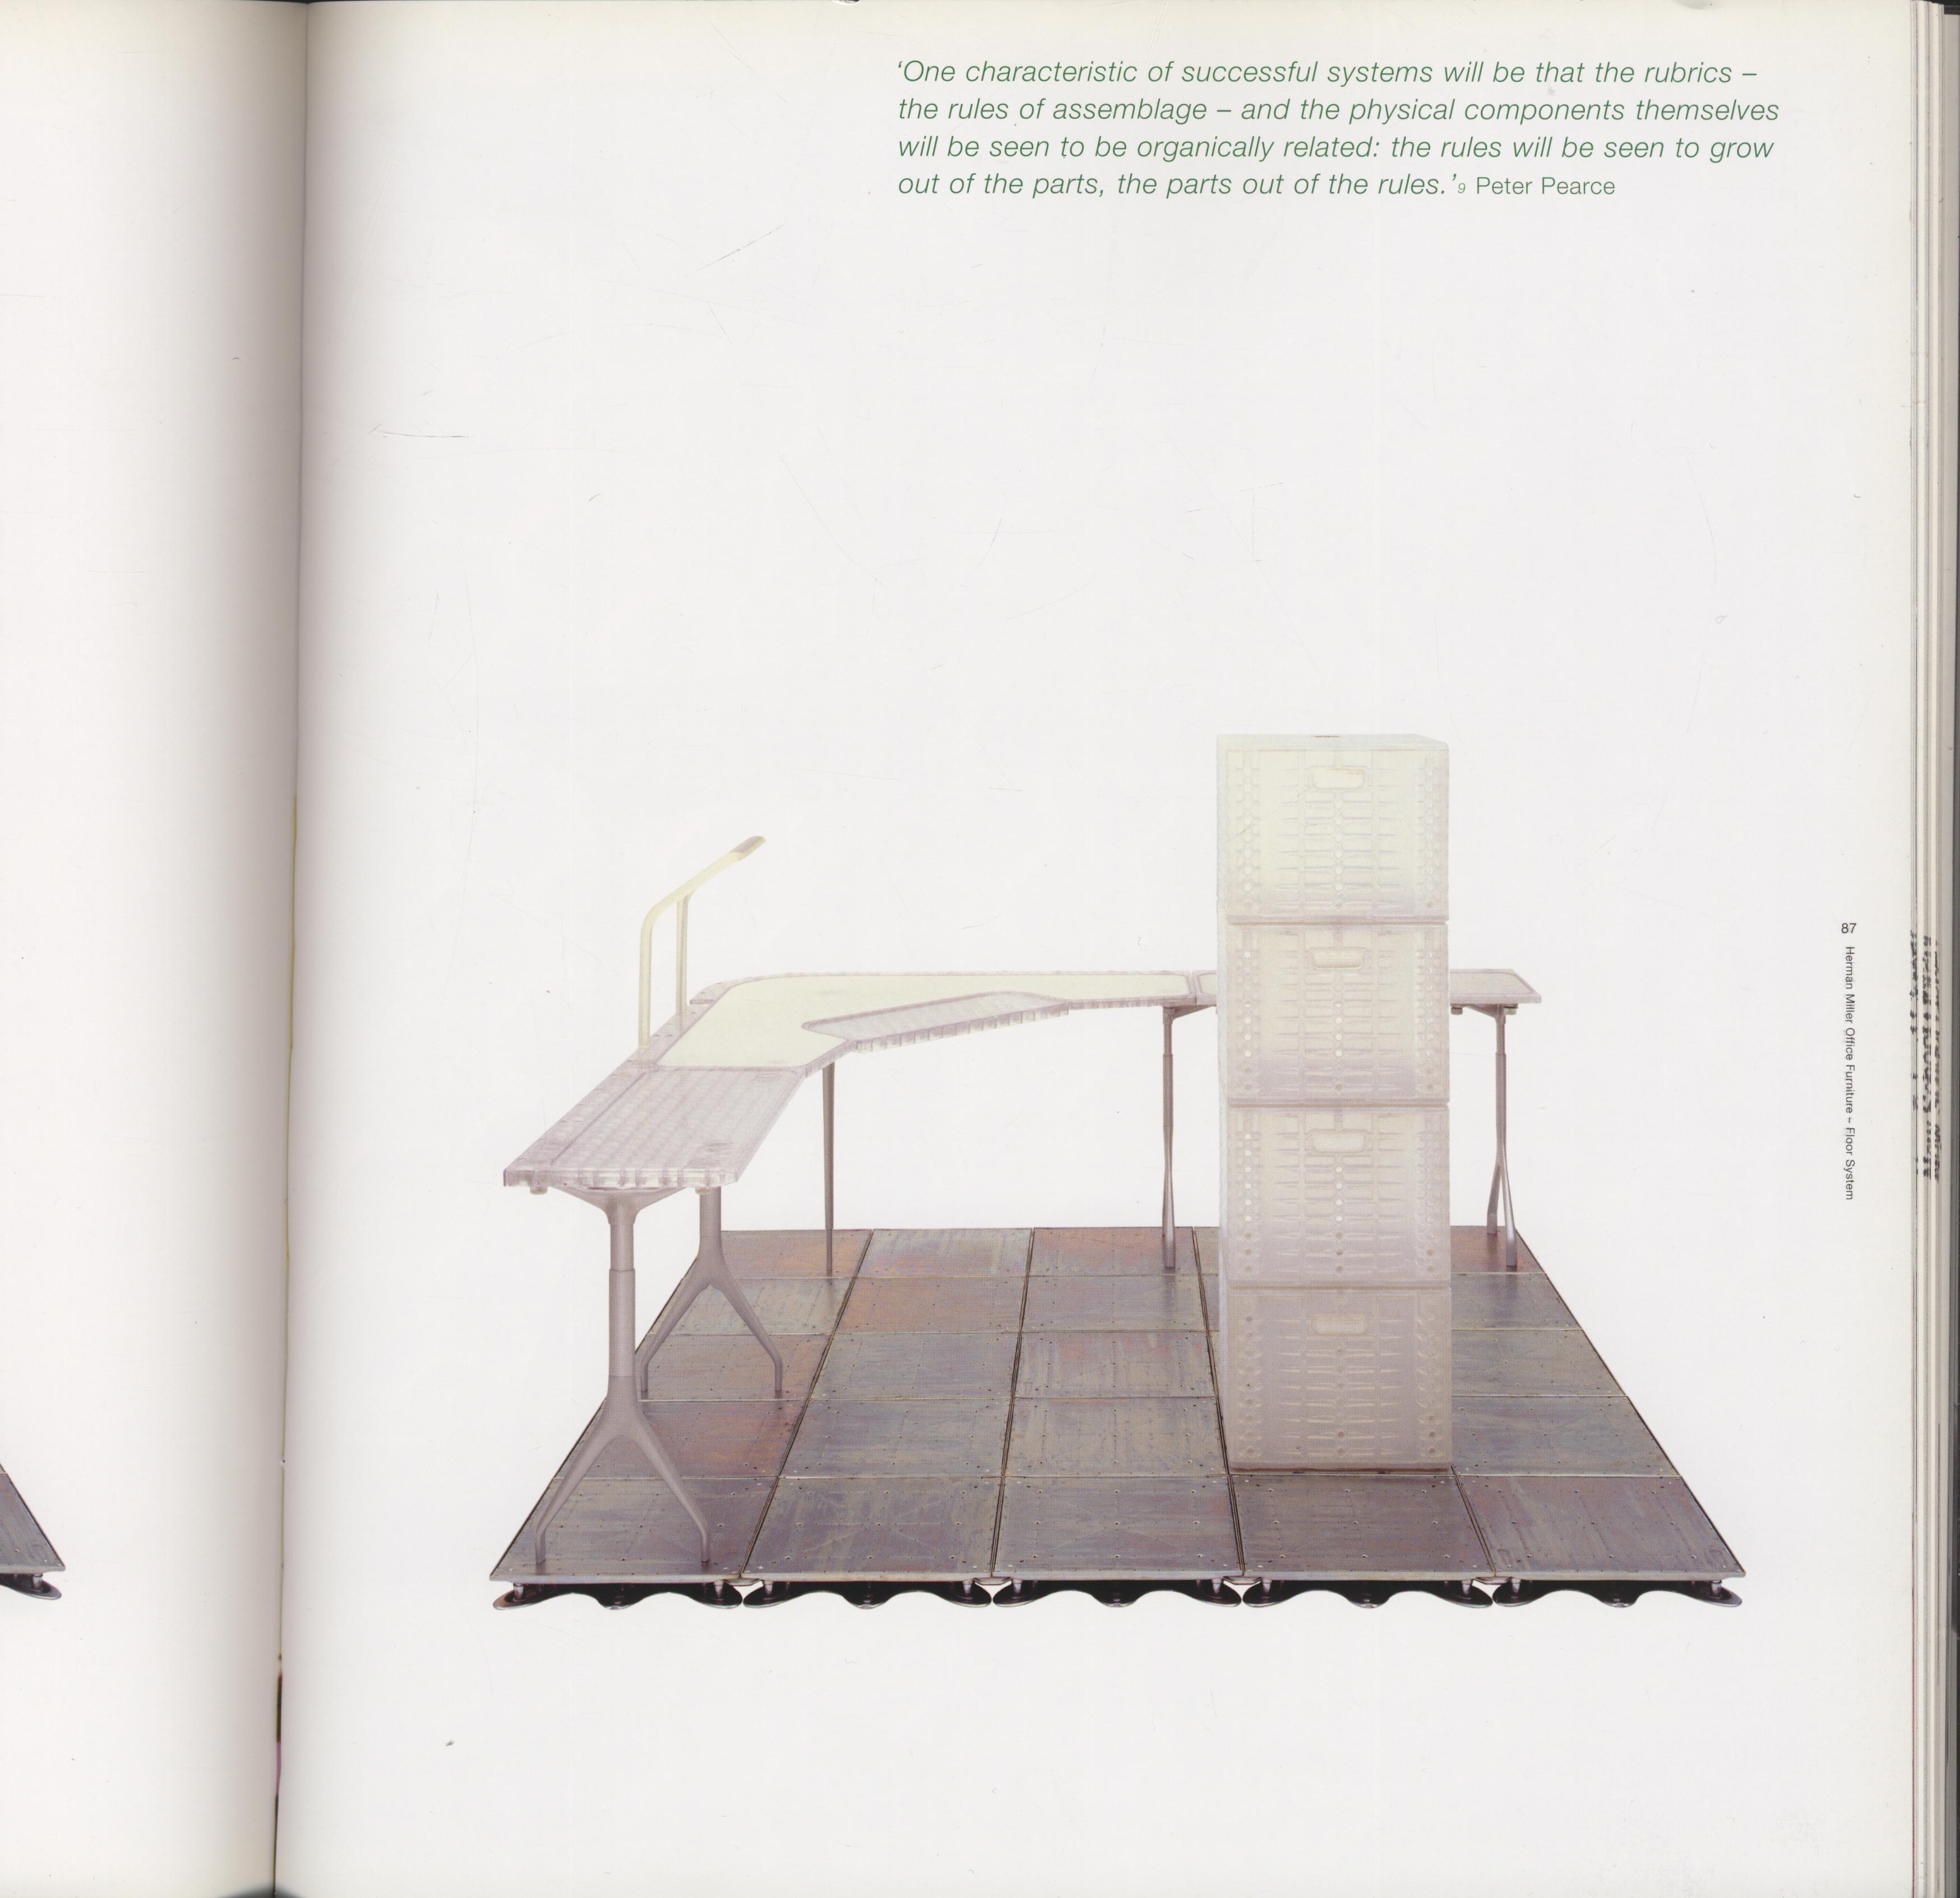 ‘One characteristic of successful systems will be that the rubrics –
the rules of assemblage – and the physical components themselves
will be seen to be organically related: the rules will be seen to grow
out of the parts, the parts out of the rules.’9 Peter Pearce
87
Herman Miller Office Furniture – Floor System